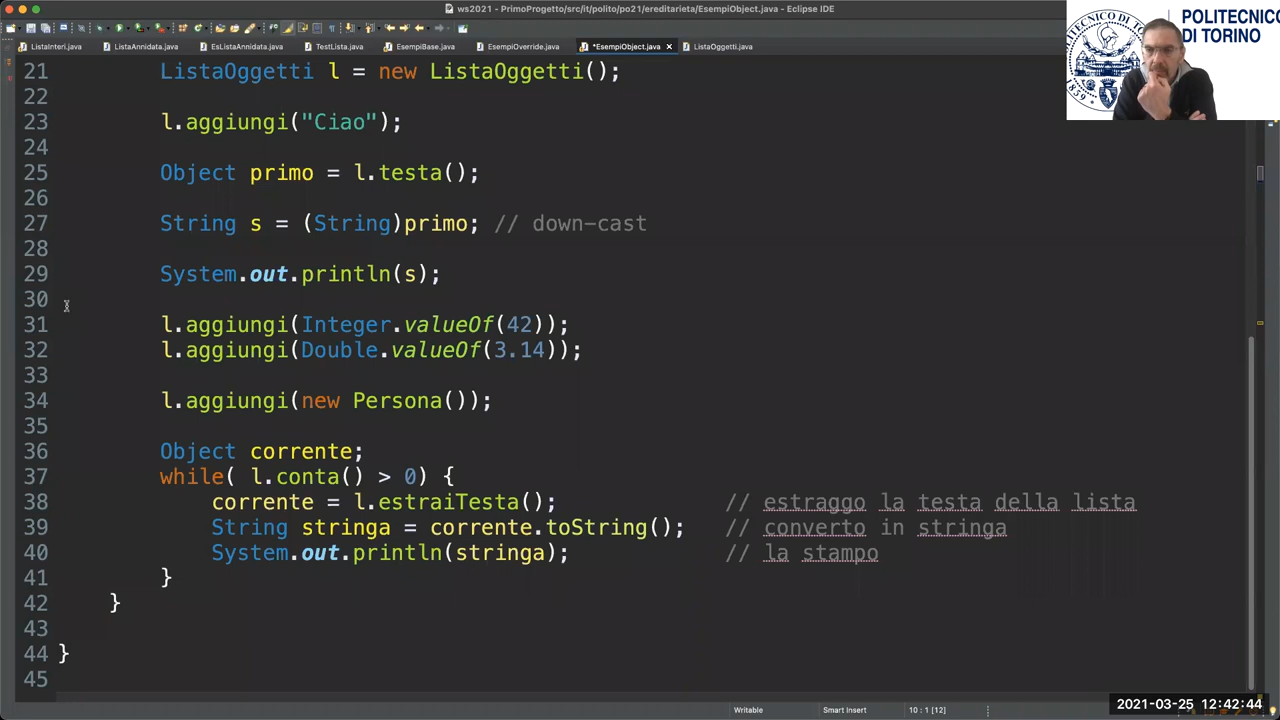 ws2021 - PrimoProgetto/src/it/polito/po21/ereditarieta/EsempiObject.java - Eclipse IDE
POLITECNICO
DI TORINO
ListaInteri.java
ListaAnnidata.java
EsListaAnnidata.java
TestLista.java
EsempiBase.java
EsempiOverride.java
*EsempiObject.java
ListaOggetti.java
1859
21 ListaOggetti l = new ListaOggetti();
22
23 l.aggiungi("Ciao");
24
25 Object primo = l.testa();
26
27 String s = (String)primo; // down-cast
28
29 System.out.println(s);
30
31 l.aggiungi(Integer.valueOf(42));
32 l.aggiungi(Double.valueOf(3.14));
33
34 l.aggiungi(new Persona());
35
36 Object corrente;
37 while( l.conta() > 0) {
38 corrente = l.estraiTesta(); // estraggo la testa della lista
39 String stringa = corrente.toString(); // converto in stringa
40 System.out.println(stringa); // la stampo
41 }
42 }
43
44 }
45
Writable
Smart Insert
10 : 1 [12]
2021-03-25 12:42:44